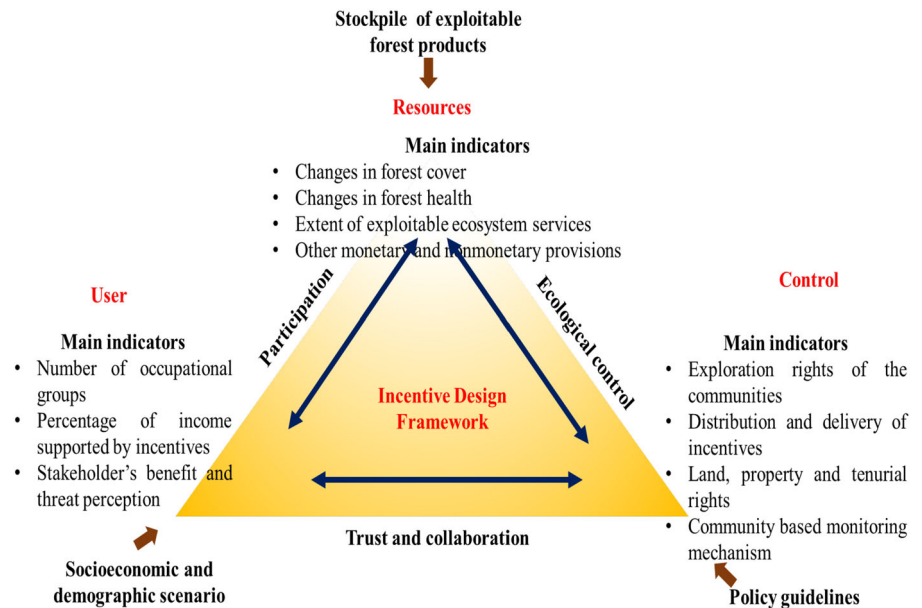 Stockpile of exploitable
forest products
Resources
Main indicators
• Changes in forest cover
• Changes in forest health
• Extent of exploitable ecosystem services
• Other monetary and nonmonetary provisions
User
Main indicators
• Number of occupational
groups
• Percentage of income
supported by incentives
• Stakeholder's benefit and
threat perception
Participation
Ecological control
Incentive Design
Framework
Control
Main indicators
• Exploration rights of the
communities
• Distribution and delivery of
incentives
• Land, property and tenurial
rights
• Community based monitoring
mechanism
Trust and collaboration
Socioeconomic and
demographic scenario
Policy guidelines